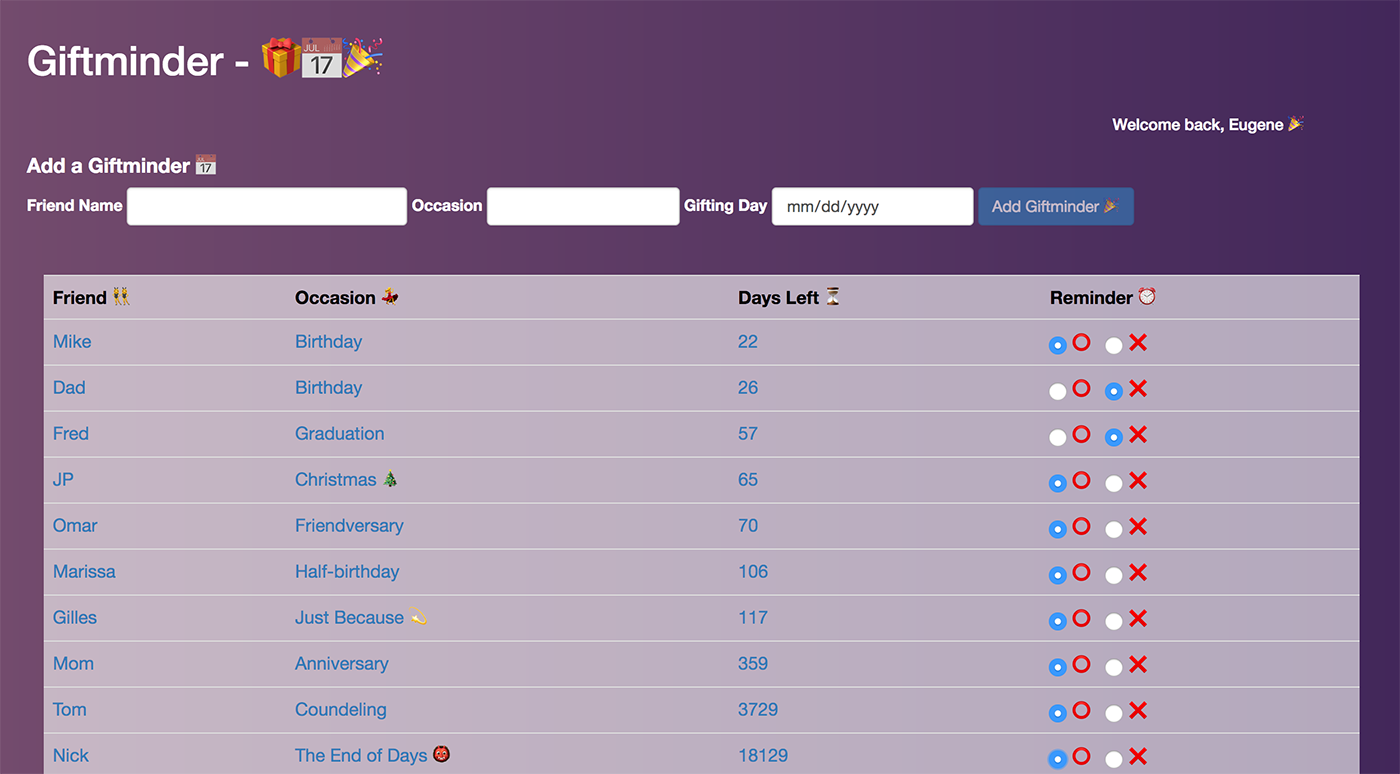 Giftminder - 🎁📅🎉
Welcome back, Eugene 🎉
Add a Giftminder 📅
Friend Name Occasion Gifting Day mm/dd/yyyy Add Giftminder 🎉
Friend 👯 Occasion 💃 Days Left ⏳ Reminder ⏰
Mike Birthday 22 ⭕ ❌
Dad Birthday 26 ⭕ ❌
Fred Graduation 57 ⭕ ❌
JP Christmas 🎄 65 ⭕ ❌
Omar Friendversary 70 ⭕ ❌
Marissa Half-birthday 106 ⭕ ❌
Gilles Just Because 💫 117 ⭕ ❌
Mom Anniversary 359 ⭕ ❌
Tom Coundeling 3729 ⭕ ❌
Nick The End of Days 👹 18129 ⭕ ❌